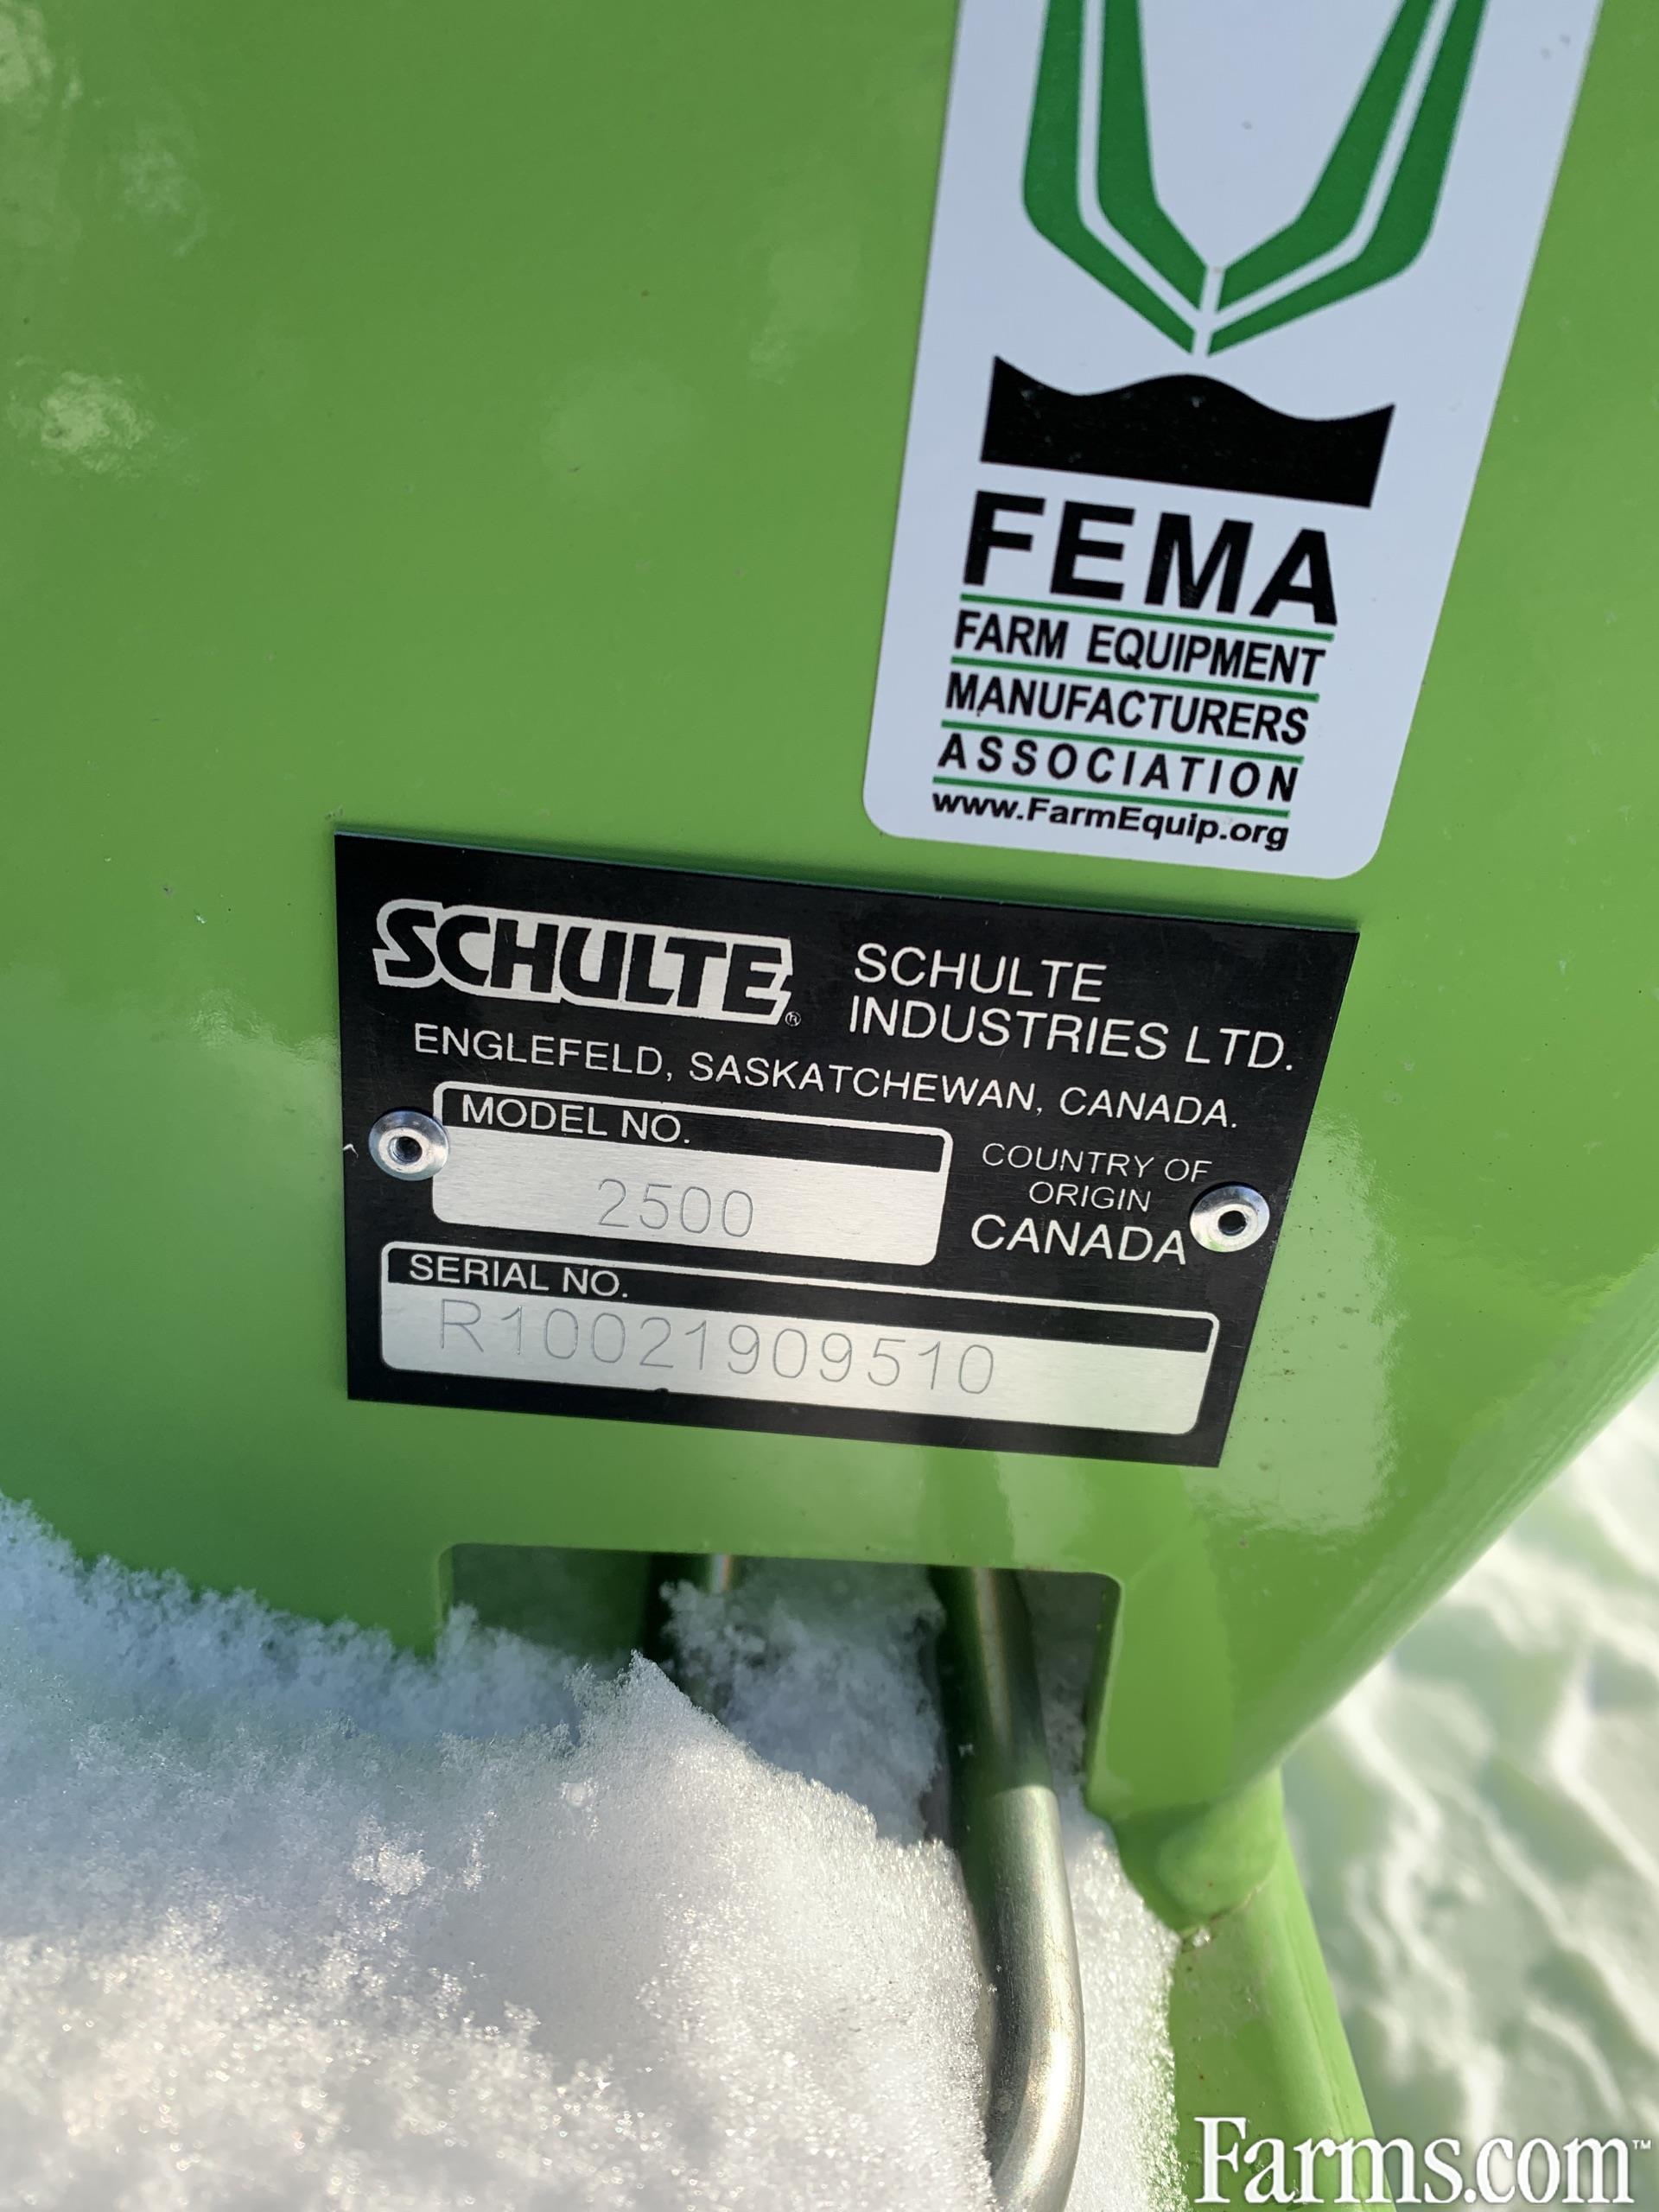 FEMA
FARM EQUIPMENT
MANUFACTURERS
ASSOCIATION
www.FarmEquip.org
SCHULTE®
SCHULTE
INDUSTRIES LTD.
ENGLEFELD, SASKATCHEWAN, CANADA.
MODEL NO.
2500
COUNTRY OF
ORIGIN
CANADA
SERIAL NO.
R10021909510
Farms.com™